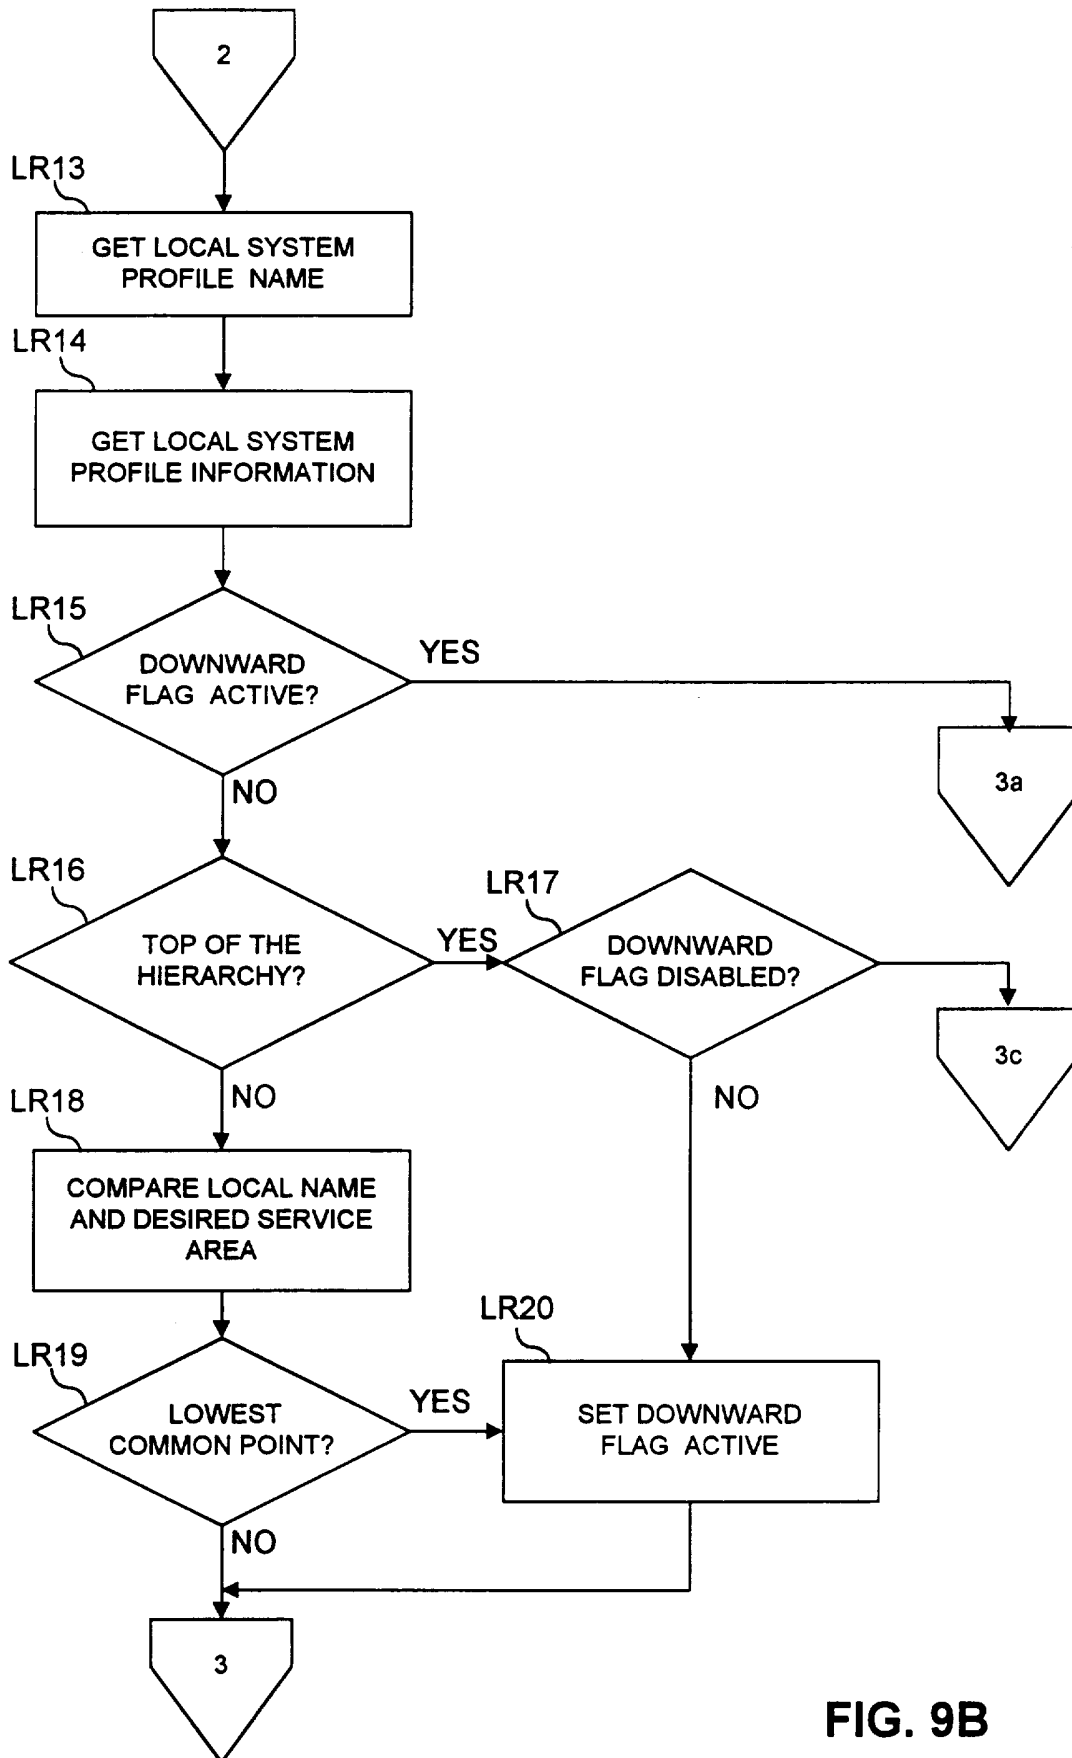 2
LR13
GET LOCAL SYSTEM
PROFILE NAME
LR14
GET LOCAL SYSTEM
PROFILE INFORMATION
LR15
DOWNWARD
FLAG ACTIVE?
YES
3a
NO
LR16
TOP OF THE
HIERARCHY?
YES
LR17
DOWNWARD
FLAG DISABLED?
3c
NO
NO
LR18
COMPARE LOCAL NAME
AND DESIRED SERVICE
AREA
LR19
LOWEST
COMMON POINT?
YES
LR20
SET DOWNWARD
FLAG ACTIVE
NO
3
FIG. 9B